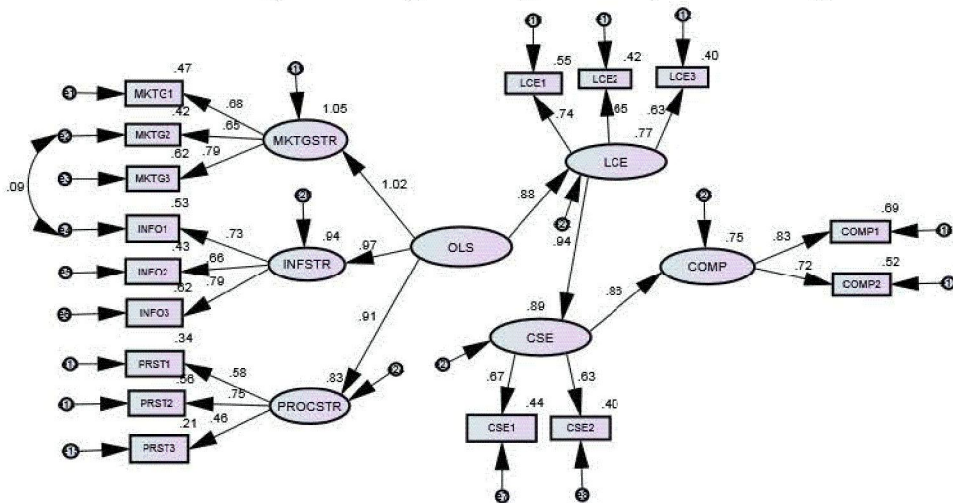 .47
MKTG1
.68
.42
MKTG2
.65
.62
MKTG3
.79
1.05
MKTGSTR
.09
.53
INFO1
.73
.43
INFO2
.66
.62
INFO3
.79
.94
INFSTR
.34
PRST1
.58
.56
PRST2
.75
.21
PRST3
.46
.83
PROCSTR
1.02
.97
.91
OLS
.88
.55
LCE1
.74
.42
LCE2
.65
.40
LCE3
.63
.77
LCE
.94
.89
CSE
.67
.63
.44
CSE1
.40
CSE2
.75
COMP
.83
.69
COMP1
.72
.52
COMP2